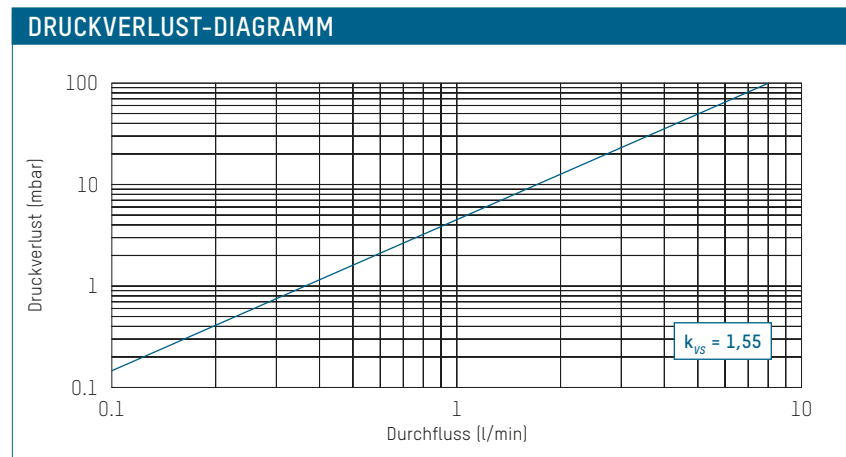 DRUCKVERLUST-DIAGRAMM
100
10
1
0.1
Druckverlust (mbar)
k_vs = 1,55
0.1
1
10
Durchfluss (l/min)